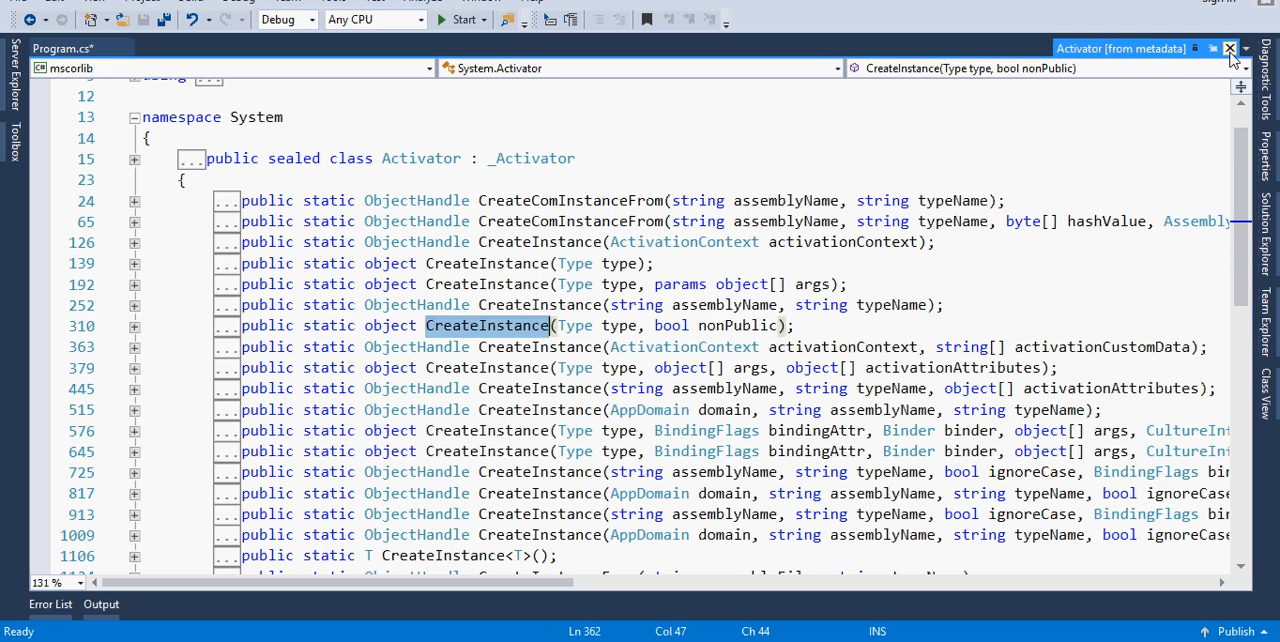 Sign in
Debug Any CPU Start
Program.cs* Activator [from metadata]
mscorlib System.Activator CreateInstance(Type type, bool nonPublic)
using ...
12
13 namespace System
14 {
15 ...public sealed class Activator : _Activator
23 {
24 ...public static ObjectHandle CreateComInstanceFrom(string assemblyName, string typeName);
65 ...public static ObjectHandle CreateComInstanceFrom(string assemblyName, string typeName, byte[] hashValue, Assembly
126 ...public static ObjectHandle CreateInstance(ActivationContext activationContext);
139 ...public static object CreateInstance(Type type);
192 ...public static object CreateInstance(Type type, params object[] args);
252 ...public static ObjectHandle CreateInstance(string assemblyName, string typeName);
310 ...public static object CreateInstance(Type type, bool nonPublic);
363 ...public static ObjectHandle CreateInstance(ActivationContext activationContext, string[] activationCustomData);
379 ...public static object CreateInstance(Type type, object[] args, object[] activationAttributes);
445 ...public static ObjectHandle CreateInstance(string assemblyName, string typeName, object[] activationAttributes);
515 ...public static ObjectHandle CreateInstance(AppDomain domain, string assemblyName, string typeName);
576 ...public static object CreateInstance(Type type, BindingFlags bindingAttr, Binder binder, object[] args, CultureInf
645 ...public static object CreateInstance(Type type, BindingFlags bindingAttr, Binder binder, object[] args, CultureInf
725 ...public static ObjectHandle CreateInstance(string assemblyName, string typeName, bool ignoreCase, BindingFlags bin
817 ...public static ObjectHandle CreateInstance(AppDomain domain, string assemblyName, string typeName, bool ignoreCase
913 ...public static ObjectHandle CreateInstance(string assemblyName, string typeName, bool ignoreCase, BindingFlags bin
1009 ...public static ObjectHandle CreateInstance(AppDomain domain, string assemblyName, string typeName, bool ignoreCase
1106 ...public static T CreateInstance<T>();
131 %
Server Explorer
Toolbox
Diagnostic Tools
Properties
Solution Explorer
Team Explorer
Class View
Error List Output
Ready Ln 362 Col 47 Ch 44 INS Publish